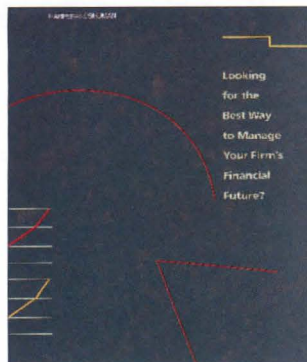 Looking
for the
Best Way
to Manage
Your Firm's
Financial
Future?